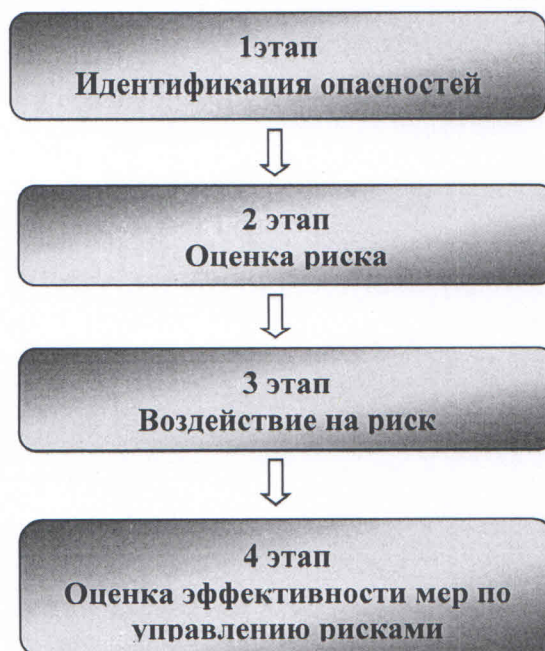 1этап
Идентификация опасностей
2 этап
Оценка риска
3 этап
Воздействие на риск
4 этап
Оценка эффективности мер по
управлению рисками